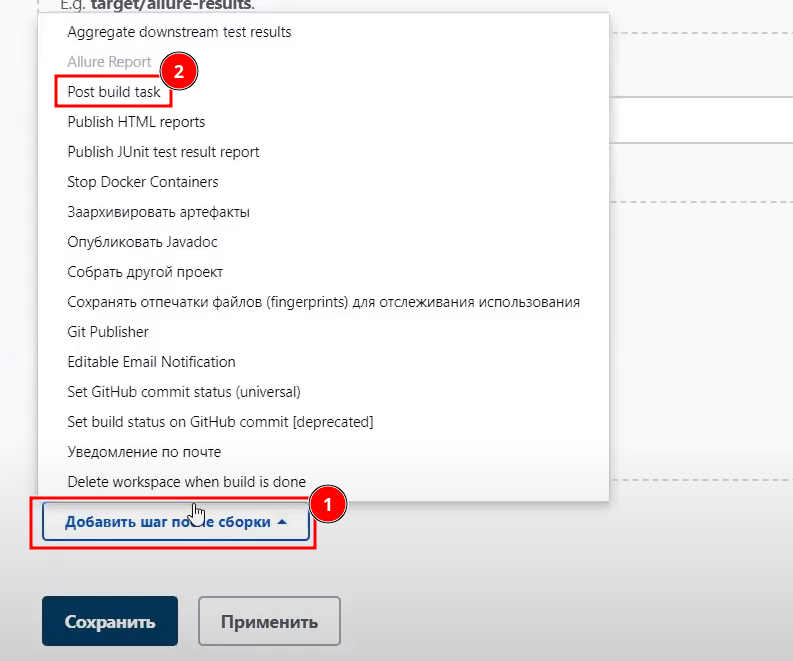 E.g. target/allure-results.
Aggregate downstream test results
Allure Report
2
Post build task
Publish HTML reports
Publish JUnit test result report
Stop Docker Containers
Заархивировать артефакты
Опубликовать Javadoc
Собрать другой проект
Сохранять отпечатки файлов (fingerprints) для отслеживания использования
Git Publisher
Editable Email Notification
Set GitHub commit status (universal)
Set build status on GitHub commit [deprecated]
Уведомление по почте
Delete workspace when build is done
1
Добавить шаг после сборки
Сохранить
Применить